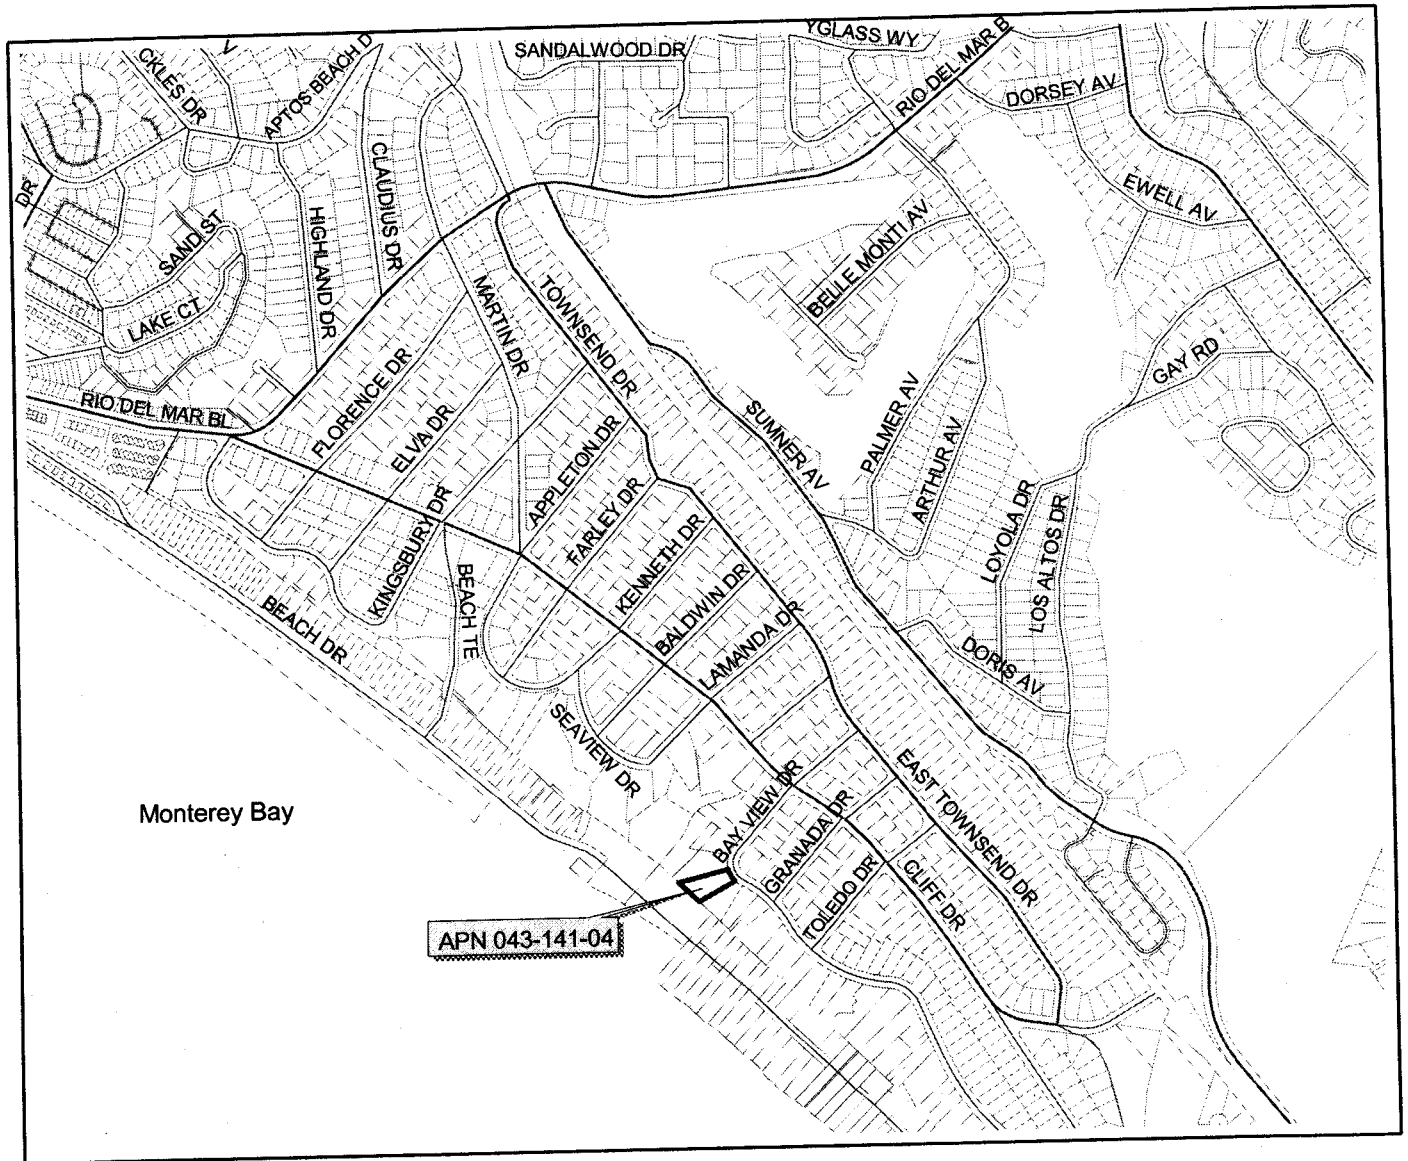 SANDALWOOD DR
YGLASS WY
RIO DEL MAR B
DORSEY AV
CKLES DR
APTOS BEACH D
CLAUDIUS DR
HIGHLAND DR
EWELL AV
DR
SAND ST
LAKE CT
BELLE MONTI AV
MARTIN DR
TOWNSEND DR
GAY RD
RIO DEL MAR BL
FLORENCE DR
ELVA DR
SUMNER AV
PALMER AV
ARTHUR AV
APPLETON DR
KINGSBURY DR
FARLEY DR
KENNETH DR
LOYOLA DR
LOS ALTOS DR
BEACH DR
BEACH TE
BALDWIN DR
LAMANDA DR
DORIS AV
SEAVIEW DR
Monterey Bay
BAY VIEW DR
GRANADA DR
TOLEDO DR
CLIFF DR
EAST TOWNSEND DR
APN 043-141-04